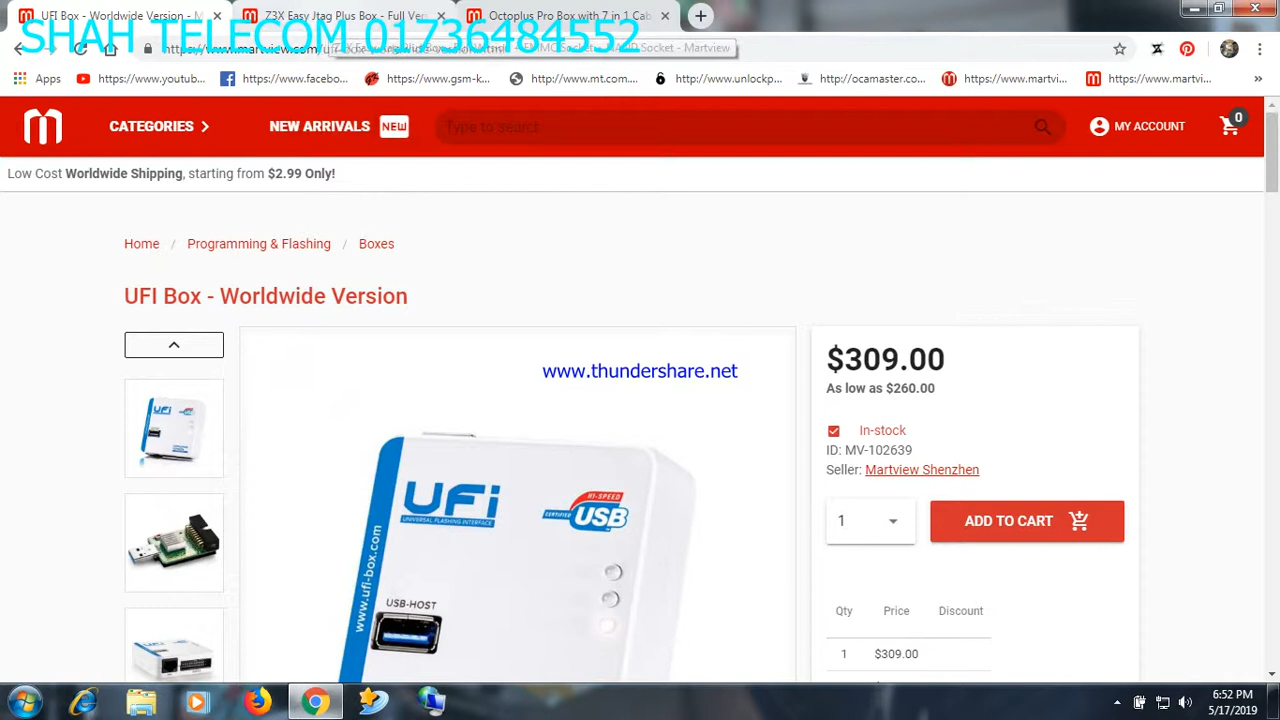 UFI Box - Worldwide Version - M
Z3X Easy Jtag Plus Box - Full Vers
Octoplus Pro Box with 7 in 1 Cab
SHAH TELECOM 01736484552
Apps
https://www.youtub...
https://www.facebo...
https://www.gsm-k...
http://www.mt.com....
http://www.unlockp...
http://ocamaster.co...
https://www.martvi...
https://www.martvi...
CATEGORIES
NEW ARRIVALS NEW
Type to search
MY ACCOUNT
0
Low Cost Worldwide Shipping, starting from $2.99 Only!
Home / Programming & Flashing / Boxes
UFI Box - Worldwide Version
www.thundershare.net
$309.00
As low as $260.00
In-stock
ID: MV-102639
Seller: Martview Shenzhen
1
ADD TO CART
Qty Price Discount
1 $309.00
UFi
UNIVERSAL FLASHING INTERFACE
HI-SPEED
CERTIFIED USB
www.ufi-box.com
USB-HOST
6:52 PM
5/17/2019